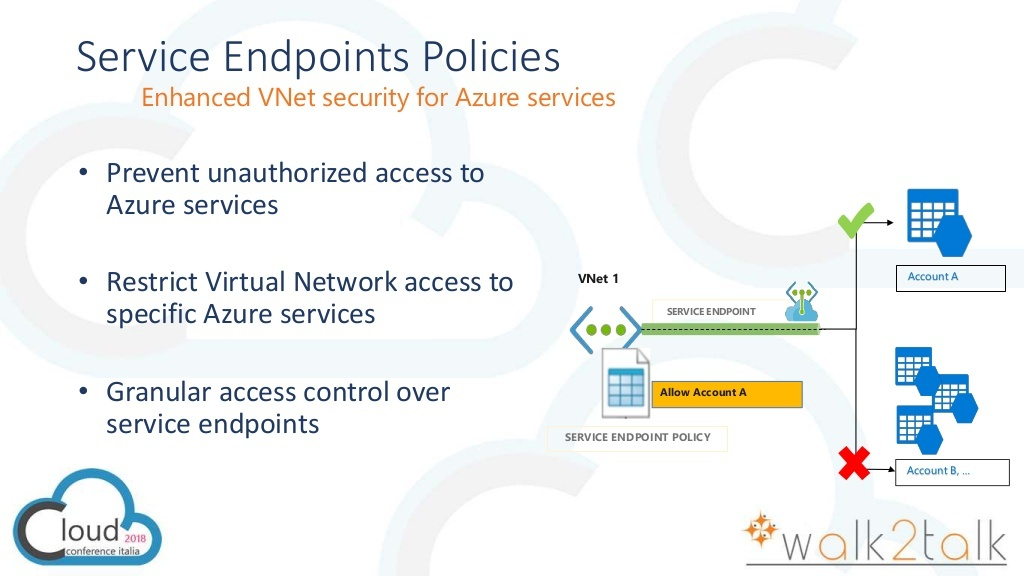 Service Endpoints Policies
Enhanced VNet security for Azure services
• Prevent unauthorized access to
Azure services
• Restrict Virtual Network access to
specific Azure services
• Granular access control over
service endpoints
VNet 1
SERVICE ENDPOINT
Allow Account A
SERVICE ENDPOINT POLICY
Account A
Account B, ...
Cloud 2018
conference italia
walk2talk